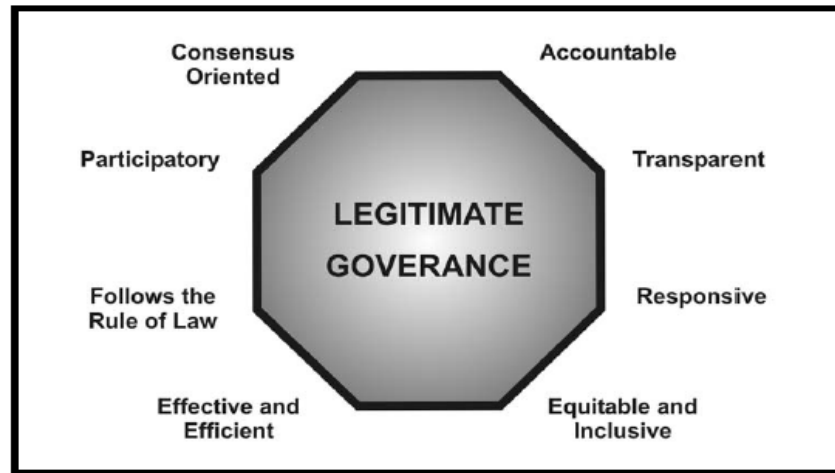 Consensus
Oriented
Accountable
Participatory
Transparent
LEGITIMATE
GOVERANCE
Follows the
Rule of Law
Responsive
Effective and
Efficient
Equitable and
Inclusive